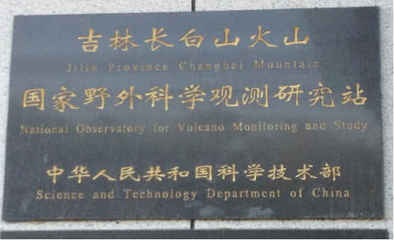 吉林长白山火山
Jilin Province Changbai Mountain
国家野外科学观测研究站
National Observatory for Volcano Monitoring and Study
中华人民共和国科学技术部
Science and Technology Department of China